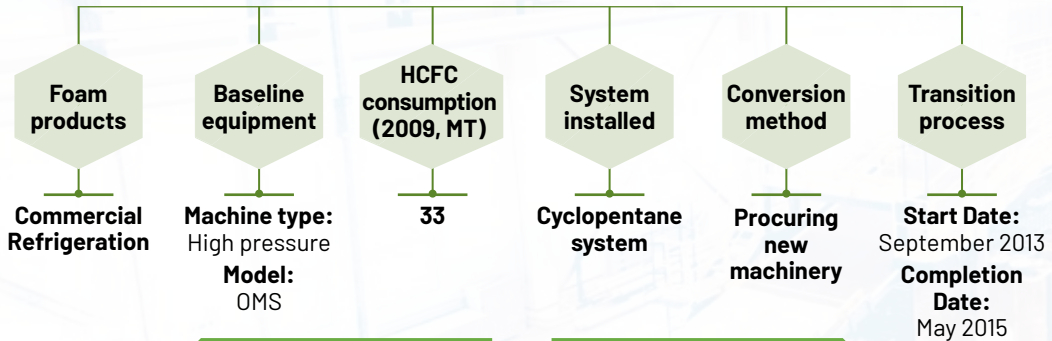 Foam
products
Commercial
Refrigeration
Baseline
equipment
Machine type:
High pressure
Model:
OMS
HCFC
consumption
(2009, MT)
33
System
installed
Cyclopentane
system
Conversion
method
Procuring
new
machinery
Transition
process
Start Date:
September 2013
Completion
Date:
May 2015